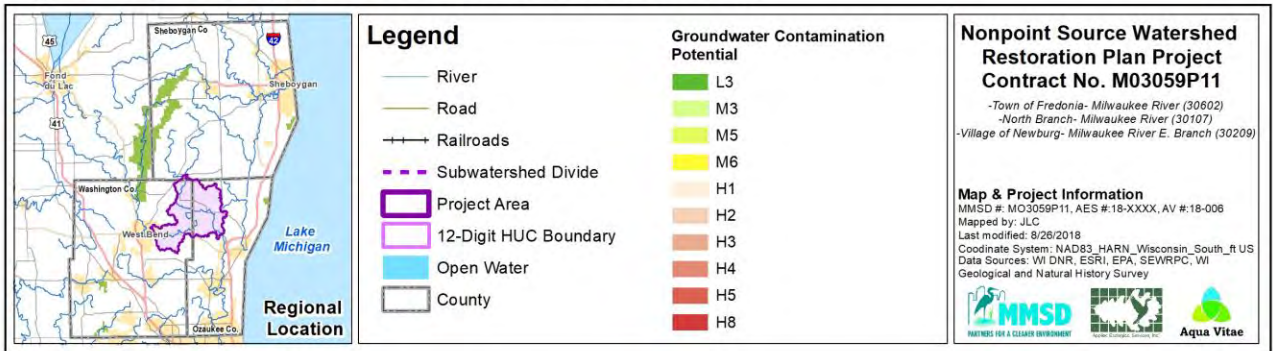 Sheboygan Co
45
42
Fond
du Lac
Sheboygan
41
Washington Co.
West Bend
Lake
Michigan
Regional
Location
Ozaukee Co.
Legend
River
Road
Railroads
Subwatershed Divide
Project Area
12-Digit HUC Boundary
Open Water
County
Groundwater Contamination
Potential
L3
M3
M5
M6
H1
H2
H3
H4
H5
H8
Nonpoint Source Watershed
Restoration Plan Project
Contract No. M03059P11
-Town of Fredonia- Milwaukee River (30602)
-North Branch- Milwaukee River (30107)
-Village of Newburg- Milwaukee River E. Branch (30209)
Map & Project Information
MMSD #: MO3059P11, AES #:18-XXXX, AV #:18-006
Mapped by: JLC
Last modified: 8/26/2018
Coodinate System: NAD83_HARN_Wisconsin_South_ft US
Data Sources: WI DNR, ESRI, EPA, SEWRPC, WI
Geological and Natural History Survey
MMSD
PARTNERS FOR A CLEANER ENVIRONMENT
Applied Ecological Services, Inc.
Aqua Vitae